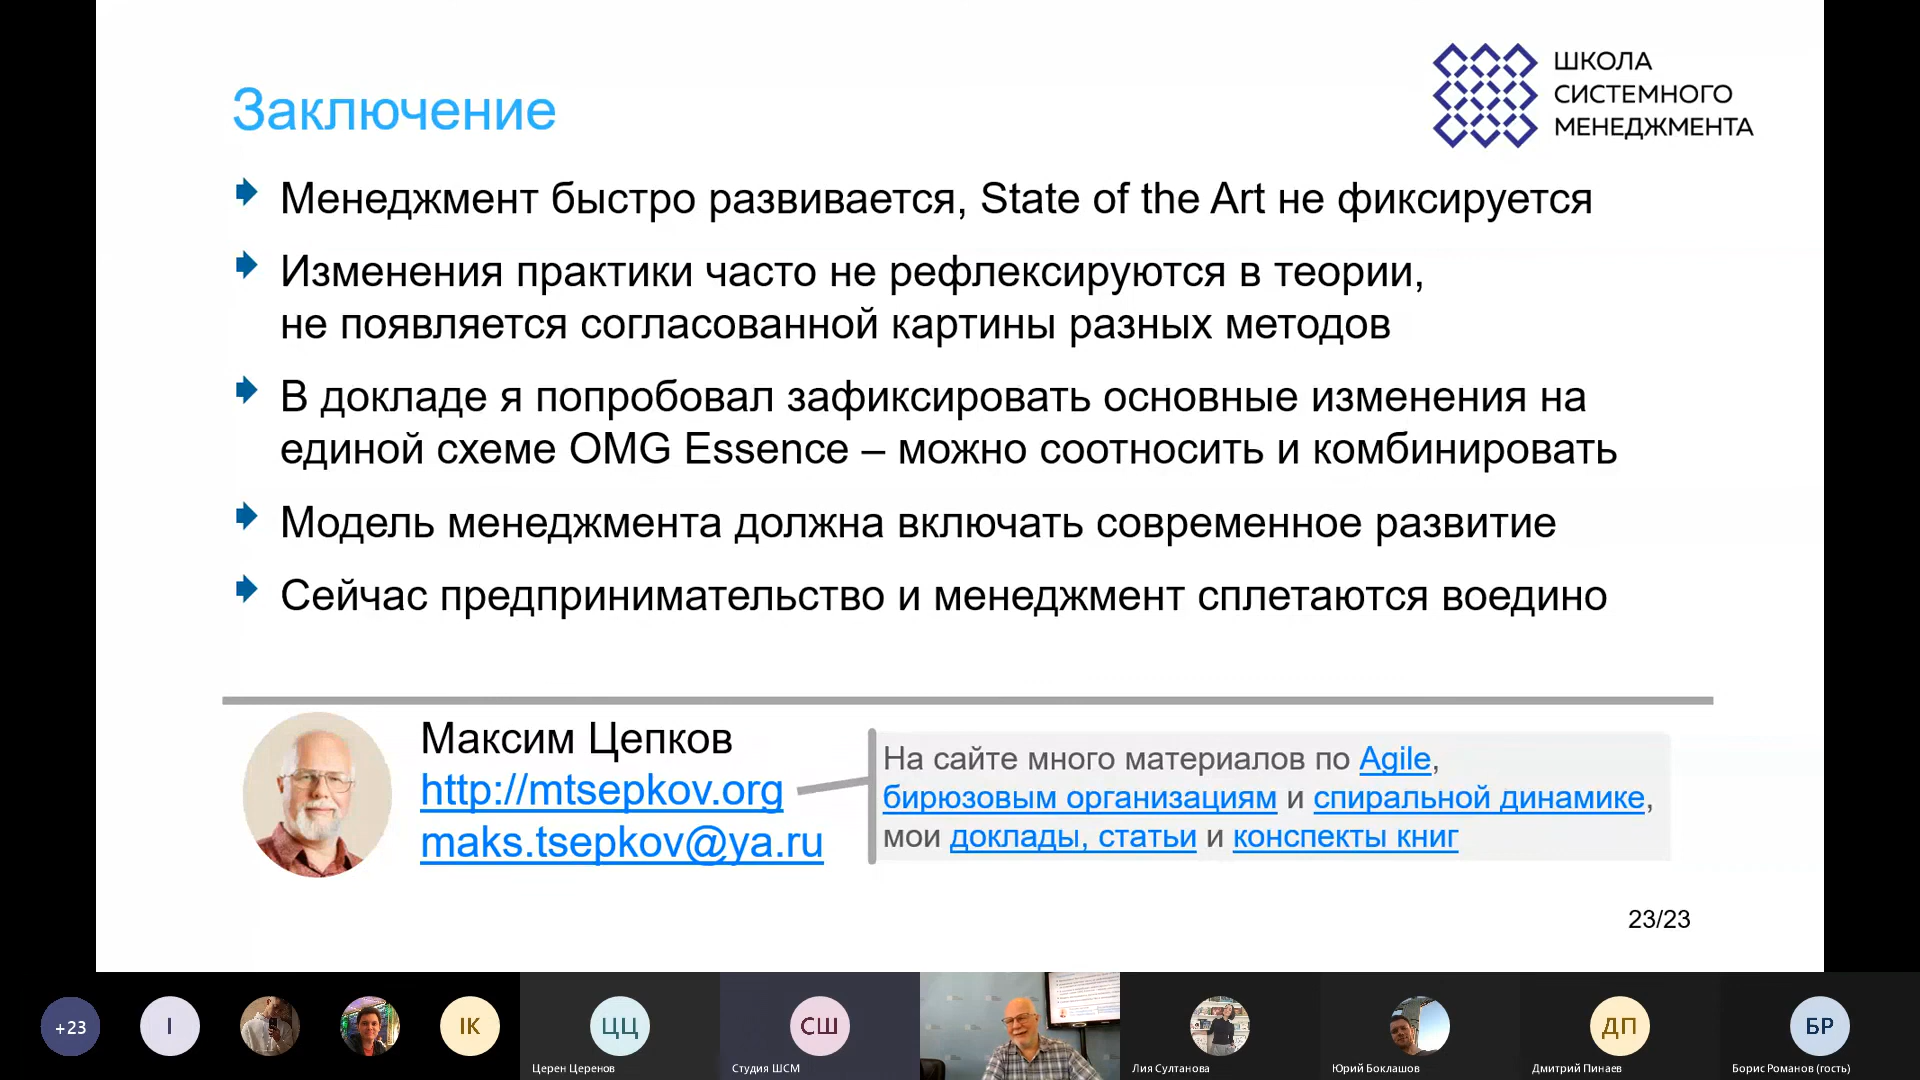 Заключение
ШКОЛА
СИСТЕМНОГО
МЕНЕДЖМЕНТА
Менеджмент быстро развивается, State of the Art не фиксируется
Изменения практики часто не рефлексируются в теории,
не появляется согласованной картины разных методов
В докладе я попробовал зафиксировать основные изменения на
единой схеме OMG Essence – можно соотносить и комбинировать
Модель менеджмента должна включать современное развитие
Сейчас предпринимательство и менеджмент сплетаются воедино
Максим Цепков
http://mtsepkov.org
maks.tsepkov@ya.ru
На сайте много материалов по Agile,
бирюзовым организациям и спиральной динамике,
мои доклады, статьи и конспекты книг
23/23
+23
I
IK
ЦЦ
Церен Церенов
СШ
Студия ШСМ
Лия Султанова
Юрий Боклашов
ДП
Дмитрий Пинаев
БР
Борис Романов (гость)